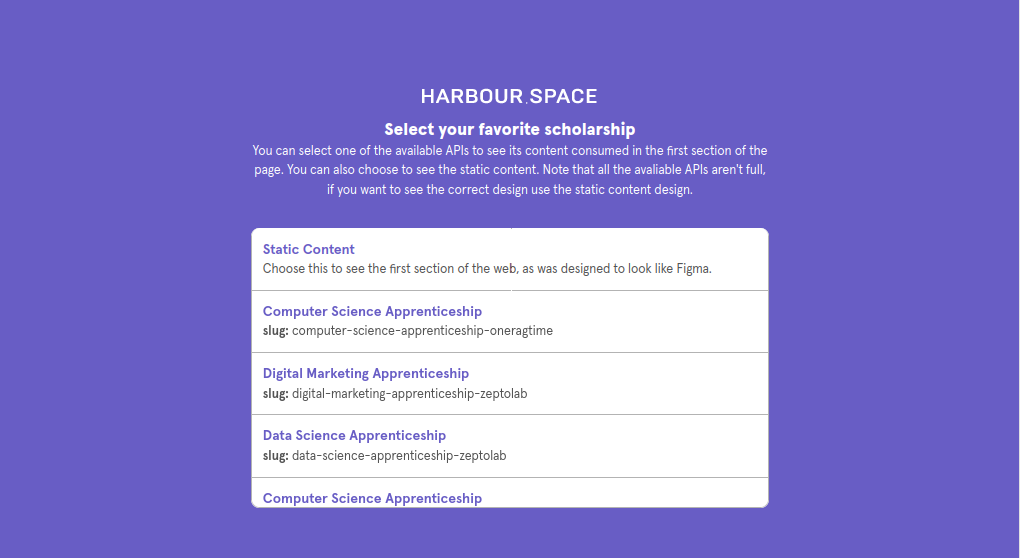 HARBOUR.SPACE
Select your favorite scholarship
You can select one of the available APIs to see its content consumed in the first section of the
page. You can also choose to see the static content. Note that all the avaliable APIs aren't full,
if you want to see the correct design use the static content design.
Static Content
Choose this to see the first section of the web, as was designed to look like Figma.
Computer Science Apprenticeship
slug: computer-science-apprenticeship-oneragtime
Digital Marketing Apprenticeship
slug: digital-marketing-apprenticeship-zeptolab
Data Science Apprenticeship
slug: data-science-apprenticeship-zeptolab
Computer Science Apprenticeship